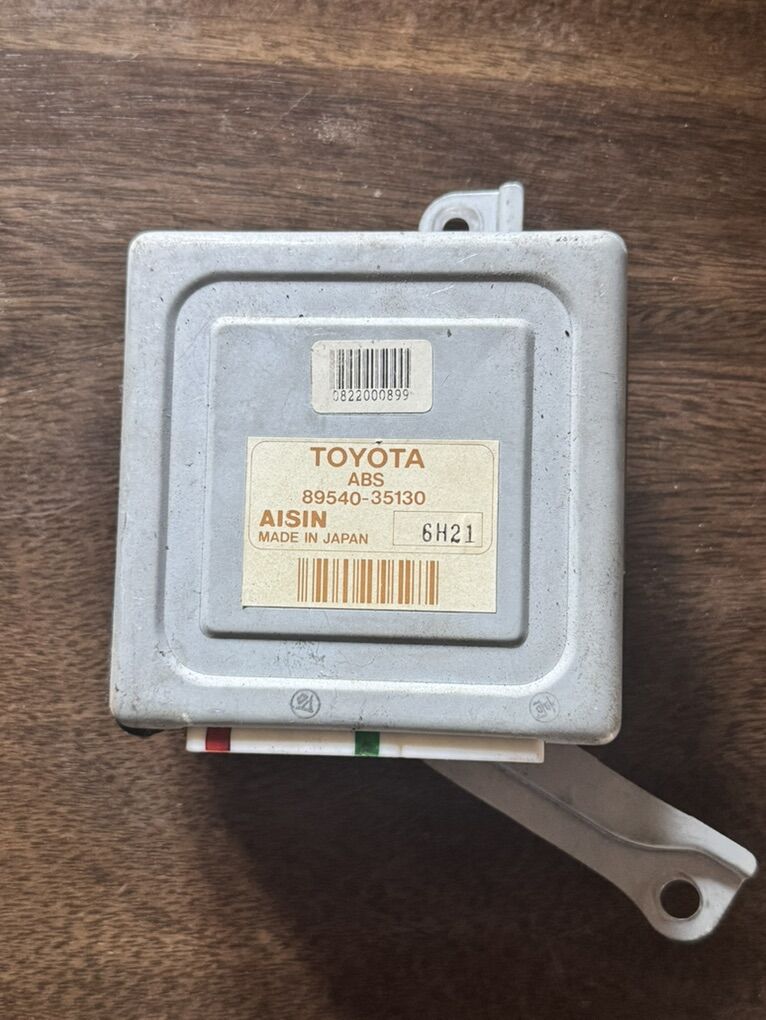 0822000899
TOYOTA
ABS
89540-35130
AISIN
MADE IN JAPAN
6H21